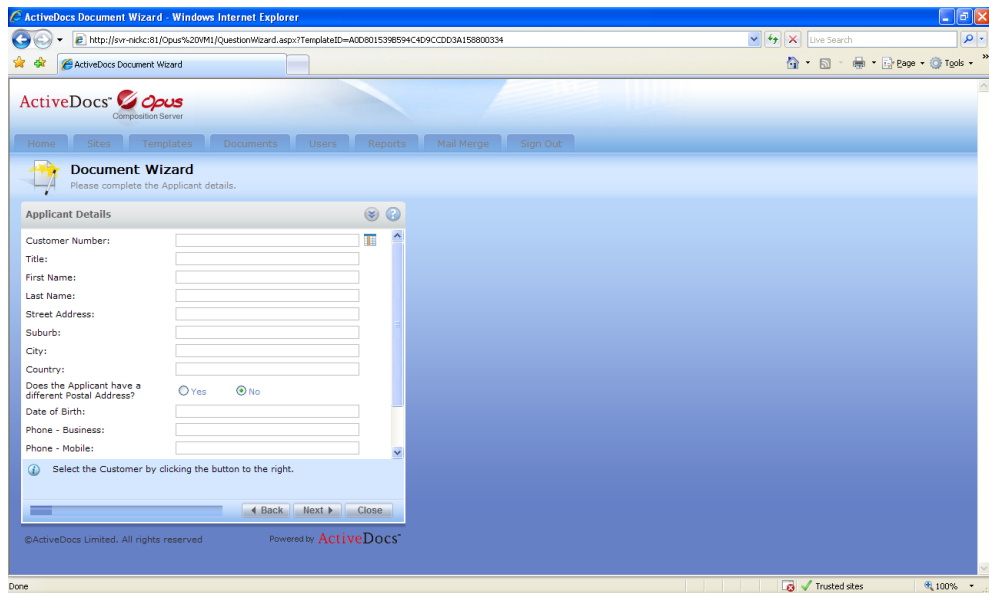 ActiveDocs Document Wizard - Windows Internet Explorer
http://svr-nickc:81/Opus%20VM1/QuestionWizard.aspx?TemplateID=A0D801539B594C4D9CCDD3A158800334
Live Search
ActiveDocs Document Wizard
Page
Tools
»
ActiveDocs™ Opus
Composition Server
Home Sites Templates Documents Users Reports Mail Merge Sign Out
Document Wizard
Please complete the Applicant details.
Applicant Details
Customer Number:
Title:
First Name:
Last Name:
Street Address:
Suburb:
City:
Country:
Does the Applicant have a
different Postal Address?
Yes No
Date of Birth:
Phone - Business:
Phone - Mobile:
Select the Customer by clicking the button to the right.
Back Next Close
©ActiveDocs Limited. All rights reserved
Powered by ActiveDocs™
Done
Trusted sites
100%